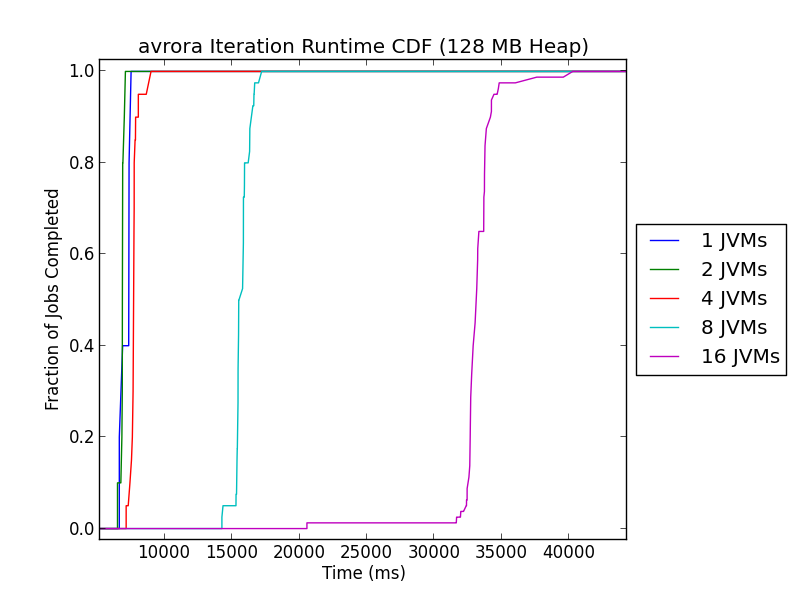 avrora Iteration Runtime CDF (128 MB Heap)
Fraction of Jobs Completed
1.0
0.8
0.6
0.4
0.2
0.0
10000 15000 20000 25000 30000 35000 40000
Time (ms)
1 JVMs
2 JVMs
4 JVMs
8 JVMs
16 JVMs